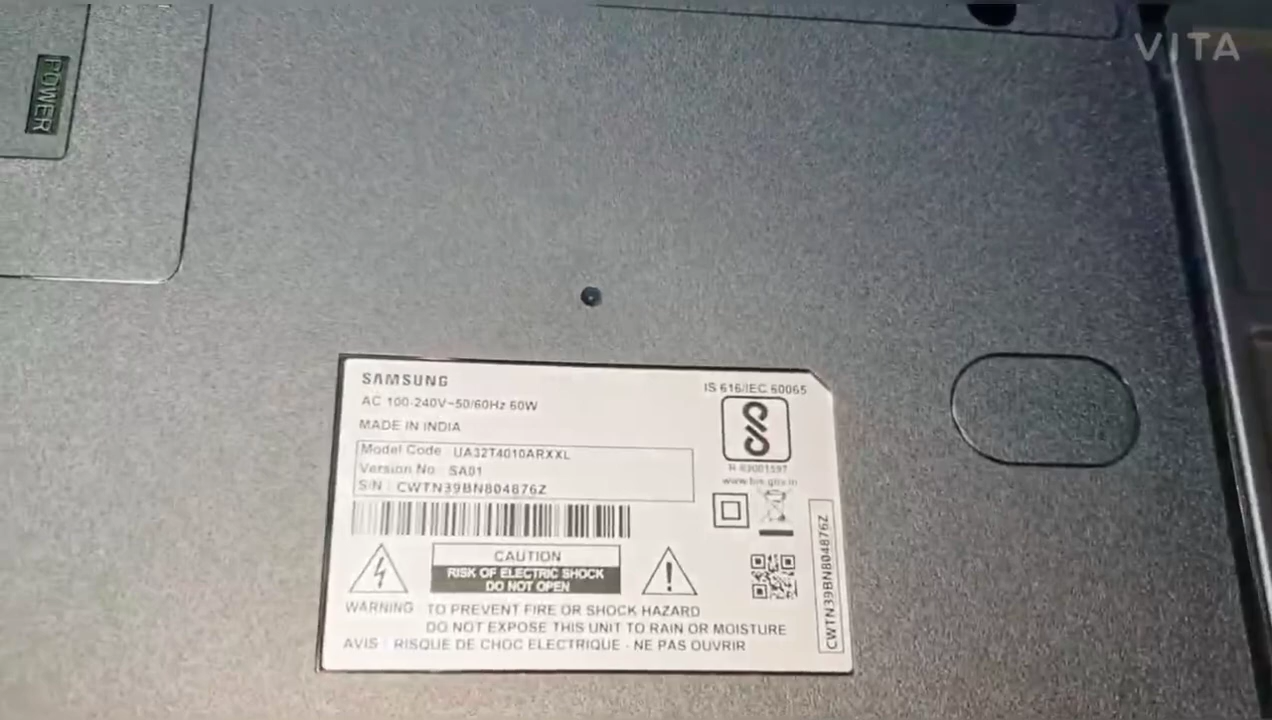 VITA
POWER
SAMSUNG
AC 100-240V~50/60Hz 60W
MADE IN INDIA
Model Code : UA32T4010ARXXL
Version No : SA01
S/N : CWTN39BN804876Z
IS 616/IEC 60065
www.bis.gov.in
CAUTION
RISK OF ELECTRIC SHOCK
DO NOT OPEN
WARNING : TO PREVENT FIRE OR SHOCK HAZARD
DO NOT EXPOSE THIS UNIT TO RAIN OR MOISTURE
AVIS : RISQUE DE CHOC ELECTRIQUE - NE PAS OUVRIR
CWTN39BN804876Z